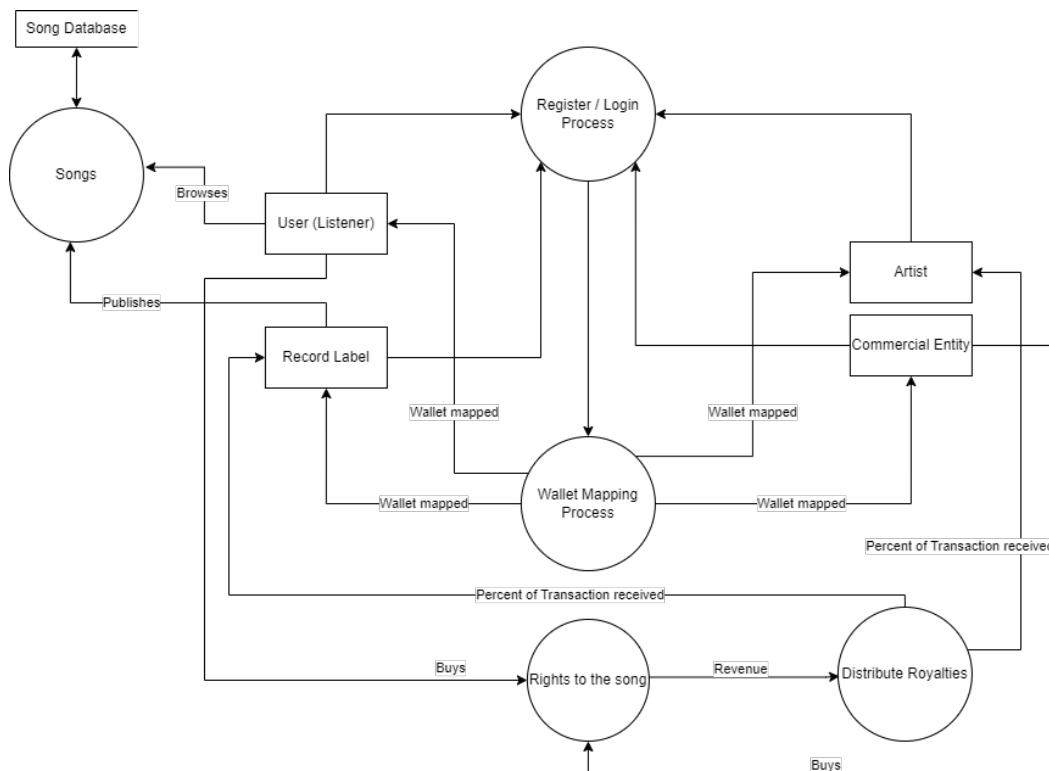 Song Database
Register / Login
Process
Songs
Browses
User (Listener)
Artist
Publishes
Record Label
Commercial Entity
Wallet mapped
Wallet mapped
Wallet Mapping
Process
Wallet mapped
Wallet mapped
Percent of Transaction received
Percent of Transaction received
Buys
Rights to the song
Revenue
Distribute Royalties
Buys